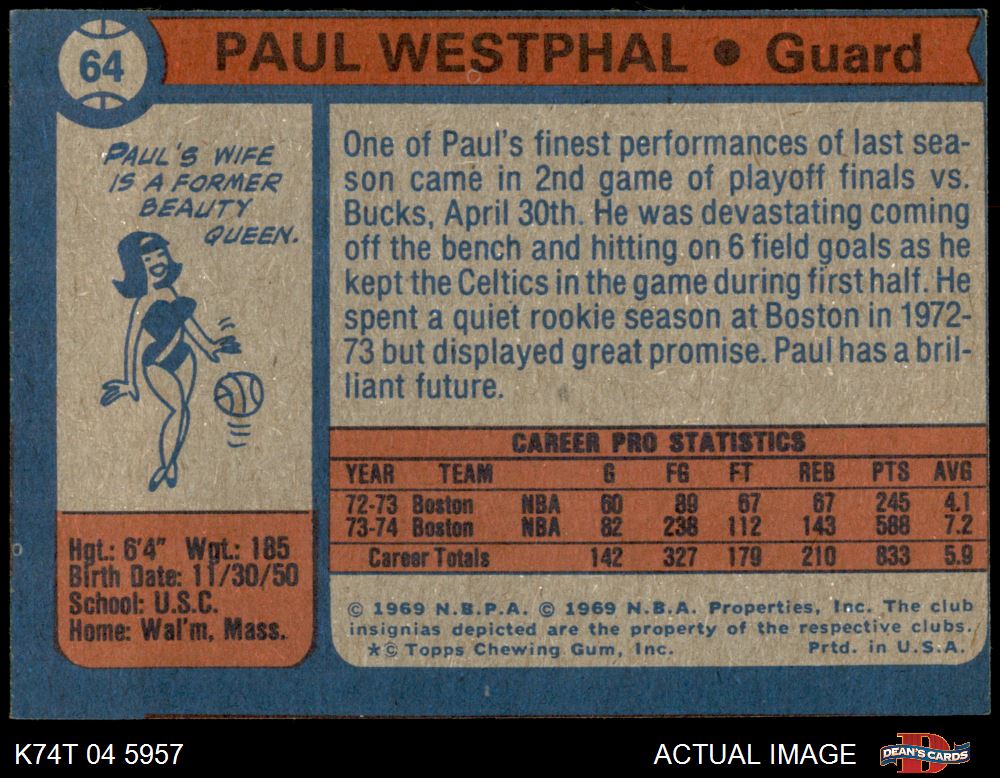 64
PAUL WESTPHAL • Guard
PAUL'S WIFE
IS A FORMER
BEAUTY
QUEEN.
One of Paul's finest performances of last sea-
son came in 2nd game of playoff finals vs.
Bucks, April 30th. He was devastating coming
off the bench and hitting on 6 field goals as he
kept the Celtics in the game during first half. He
spent a quiet rookie season at Boston in 1972-
73 but displayed great promise. Paul has a bril-
liant future.
CAREER PRO STATISTICS
YEAR TEAM G FG FT REB PTS AVG
72-73 Boston NBA 60 89 67 67 245 4.1
73-74 Boston NBA 82 238 112 143 588 7.2
Career Totals 142 327 179 210 833 5.9
Hgt.: 6'4" Wgt.: 185
Birth Date: 11/30/50
School: U.S.C.
Home: Wal'm, Mass.
© 1969 N.B.P.A. © 1969 N.B.A. Properties, Inc. The club
insignias depicted are the property of the respective clubs.
*© Topps Chewing Gum, Inc. Prtd. in U.S.A.
K74T 04 5957 ACTUAL IMAGE DEAN'S CARDS